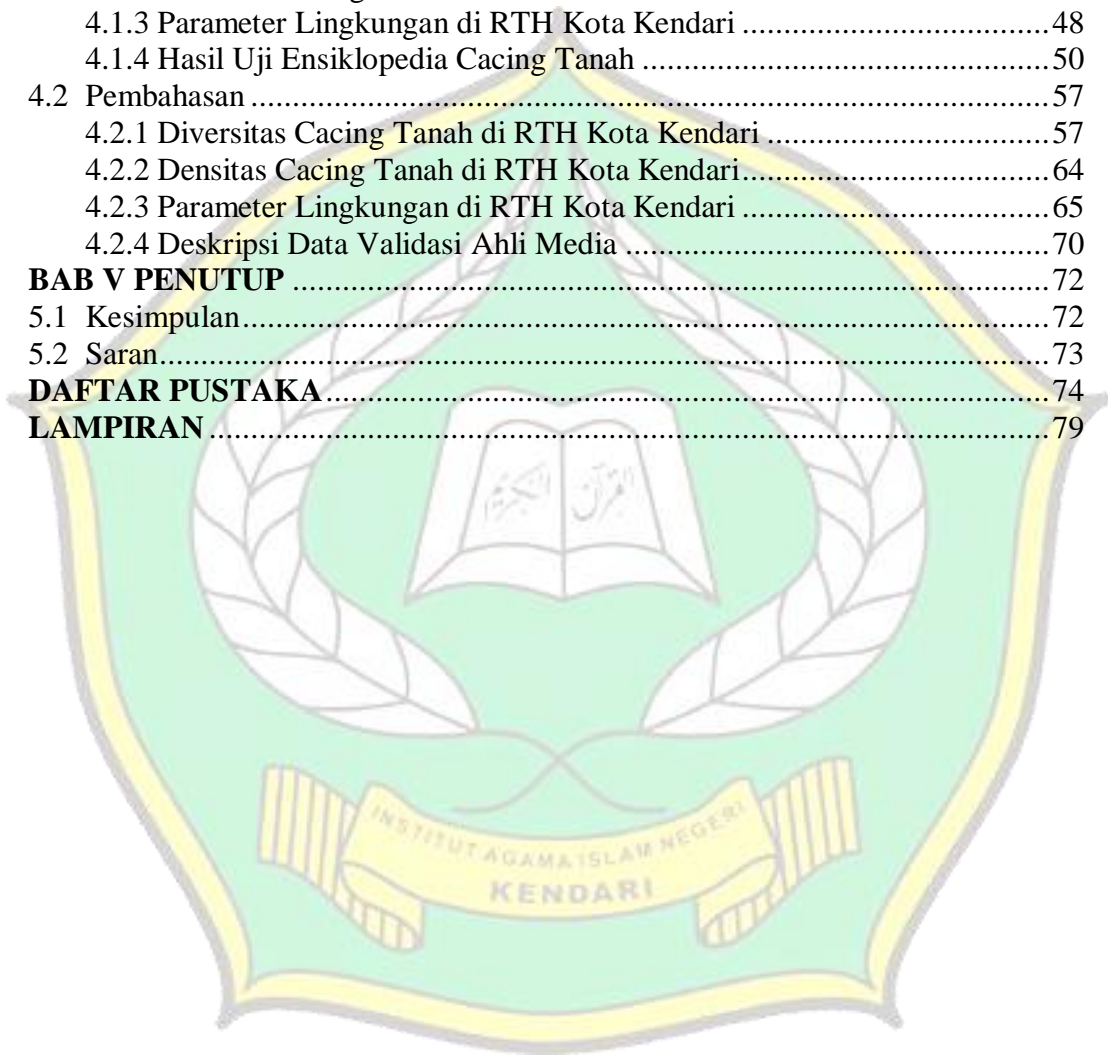 4.1.3 Parameter Lingkungan di RTH Kota Kendari ........................................ 48
4.1.4 Hasil Uji Ensiklopedia Cacing Tanah ........................................ 50
4.2 Pembahasan ........................................ 57
4.2.1 Diversitas Cacing Tanah di RTH Kota Kendari ........................................ 57
4.2.2 Densitas Cacing Tanah di RTH Kota Kendari ........................................ 64
4.2.3 Parameter Lingkungan di RTH Kota Kendari ........................................ 65
4.2.4 Deskripsi Data Validasi Ahli Media ........................................ 70
BAB V PENUTUP ........................................ 72
5.1 Kesimpulan ........................................ 72
5.2 Saran ........................................ 73
DAFTAR PUSTAKA ........................................ 74
LAMPIRAN ........................................ 79
القرآن الكريم
INSTITUT AGAMA ISLAM NEGERI
KENDARI